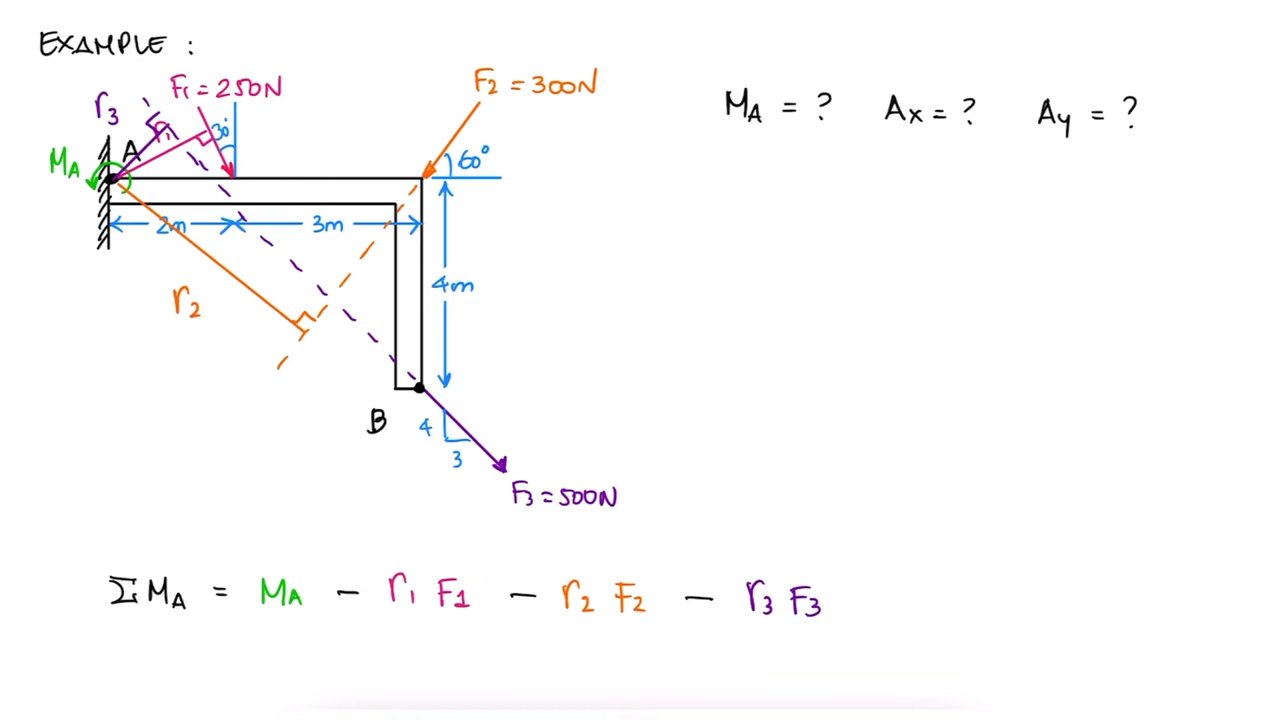 EXAMPLE :
F1 = 250N
F2 = 300N
MA = ? Ax = ? Ay = ?
r3
r1
30°
A
MA
60°
2m
3m
r2
4m
B
4
3
F3 = 500N
ΣMA = MA - r1 F1 - r2 F2 - r3 F3